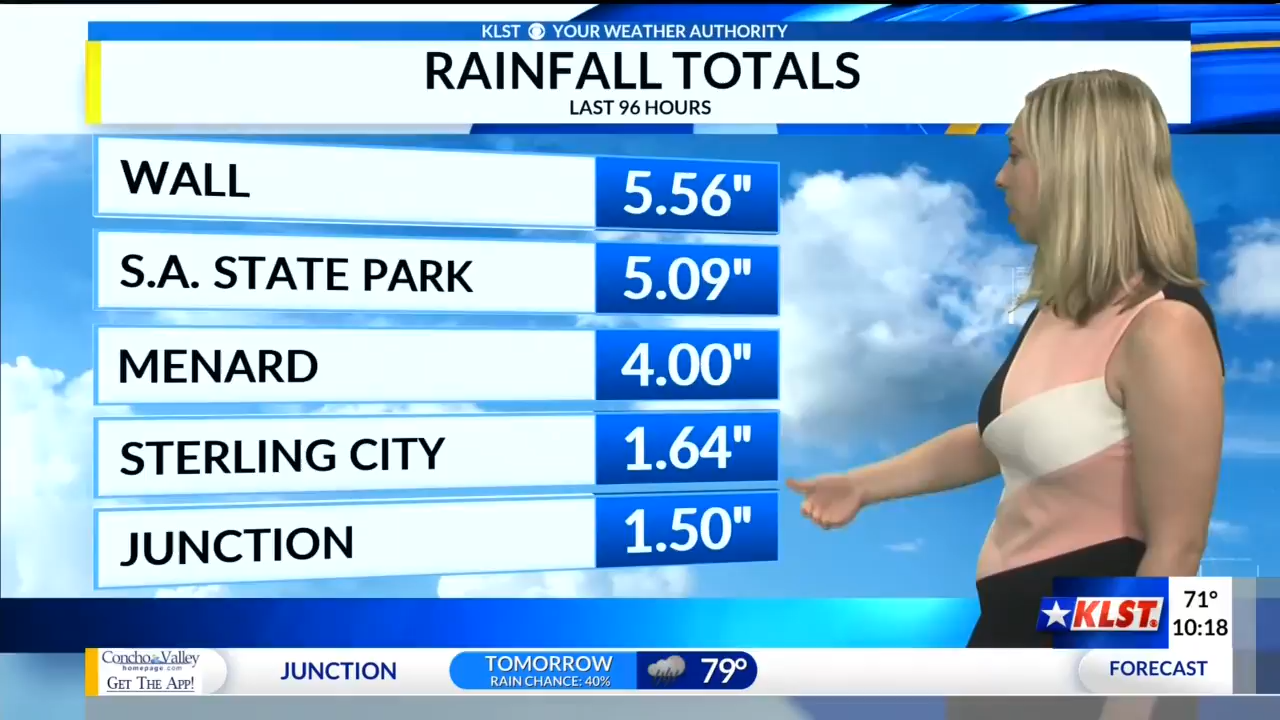 KLST YOUR WEATHER AUTHORITY
RAINFALL TOTALS
LAST 96 HOURS
WALL 5.56"
S.A. STATE PARK 5.09"
MENARD 4.00"
STERLING CITY 1.64"
JUNCTION 1.50"
KLST
71°
10:18
Concho Valley
homepage.com
GET THE APP!
JUNCTION
TOMORROW
RAIN CHANCE: 40%
79°
FORECAST